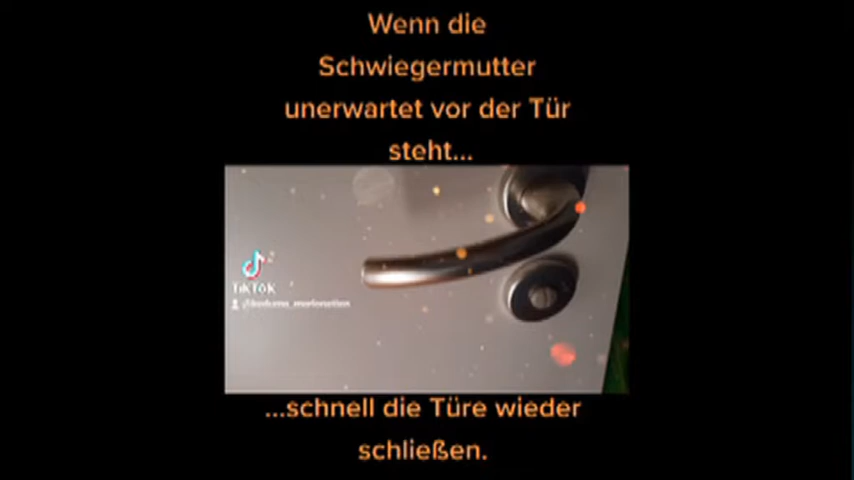 Wenn die
Schwiegermutter
unerwartet vor der Tür
steht...
TikTok
...schnell die Türe wieder
schließen.